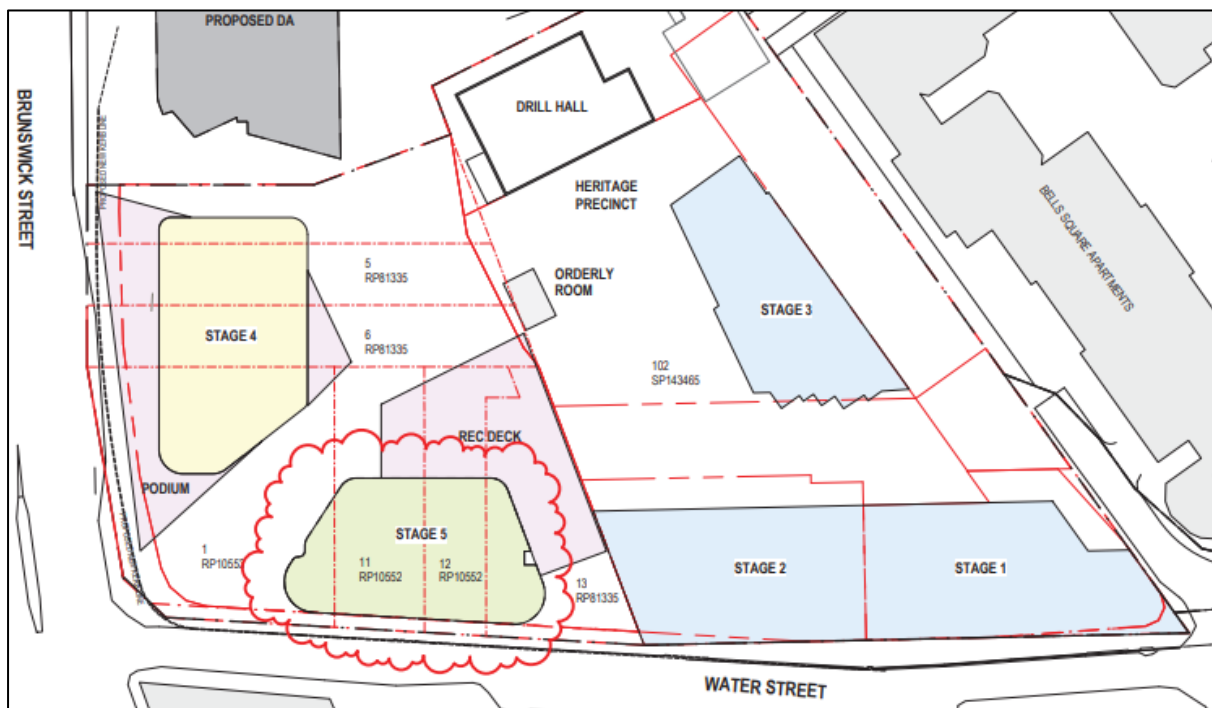 PROPOSED DA
BRUNSWICK STREET
DRILL HALL
HERITAGE
PRECINCT
BELLS SQUARE APARTMENTS
5
RP81335
ORDERLY
ROOM
STAGE 3
STAGE 4
6
RP81335
102
SP143465
REC DECK
PODIUM
STAGE 5
1
RP10552
11
RP10552
12
RP10552
13
RP81335
STAGE 2
STAGE 1
WATER STREET